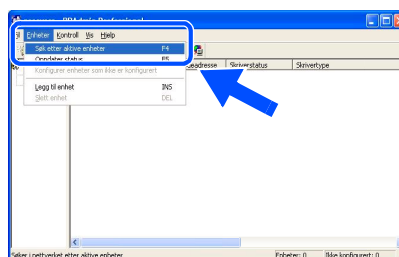 BRAdmin Professional
Enheter Kontroll Vis Hjelp
Søk etter aktive enheter F4
Oppdater status F5
Konfigurer enheter som ikke er konfigurert
Legg til enhet INS
Slett enhet DEL
Skriverstatus Skrivertype
Søker i nettverket etter aktive enheter Enheter: 0 Ikke konfigurert: 0